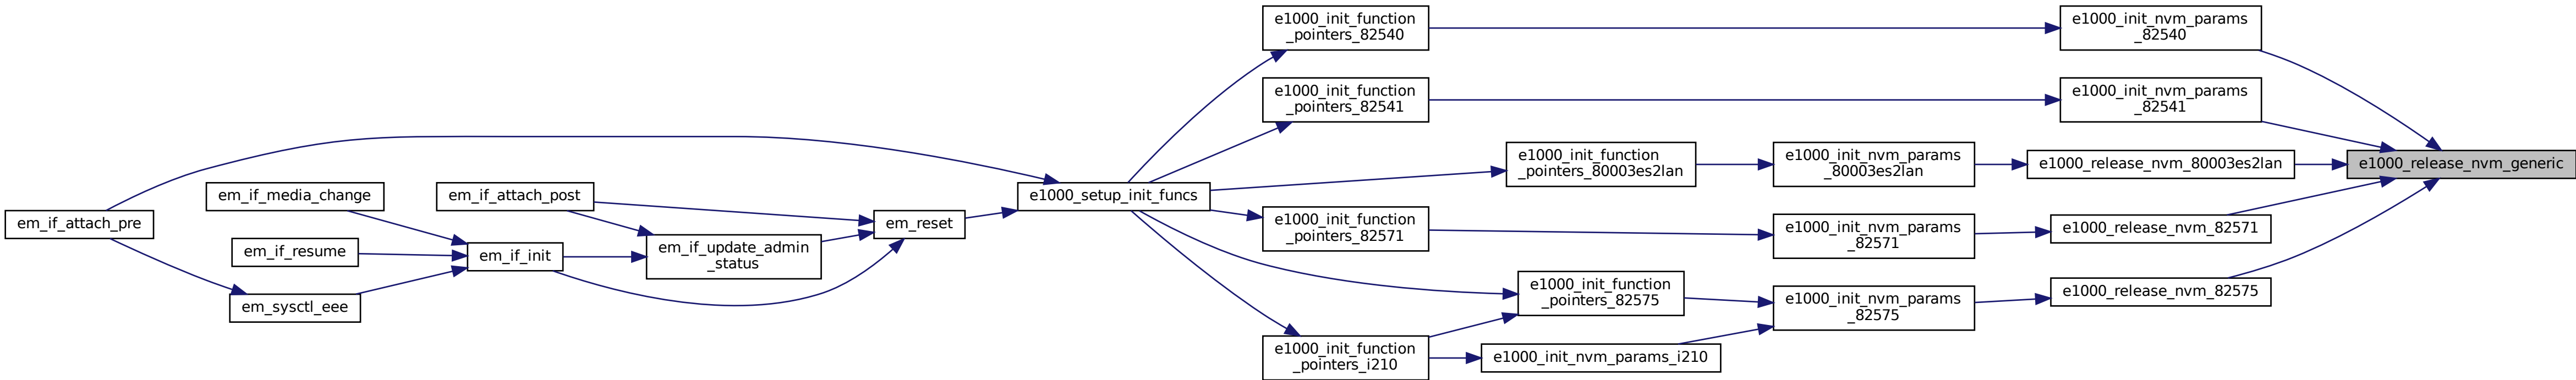 em_if_attach_pre
em_if_media_change
em_if_resume
em_sysctl_eee
em_if_attach_post
em_if_init
em_if_update_admin
_status
em_reset
e1000_setup_init_funcs
e1000_init_function
_pointers_82540
e1000_init_function
_pointers_82541
e1000_init_function
_pointers_80003es2lan
e1000_init_function
_pointers_82571
e1000_init_function
_pointers_82575
e1000_init_function
_pointers_i210
e1000_init_nvm_params_i210
e1000_init_nvm_params
_80003es2lan
e1000_init_nvm_params
_82571
e1000_init_nvm_params
_82575
e1000_init_nvm_params
_82540
e1000_init_nvm_params
_82541
e1000_release_nvm_80003es2lan
e1000_release_nvm_82571
e1000_release_nvm_82575
e1000_release_nvm_generic